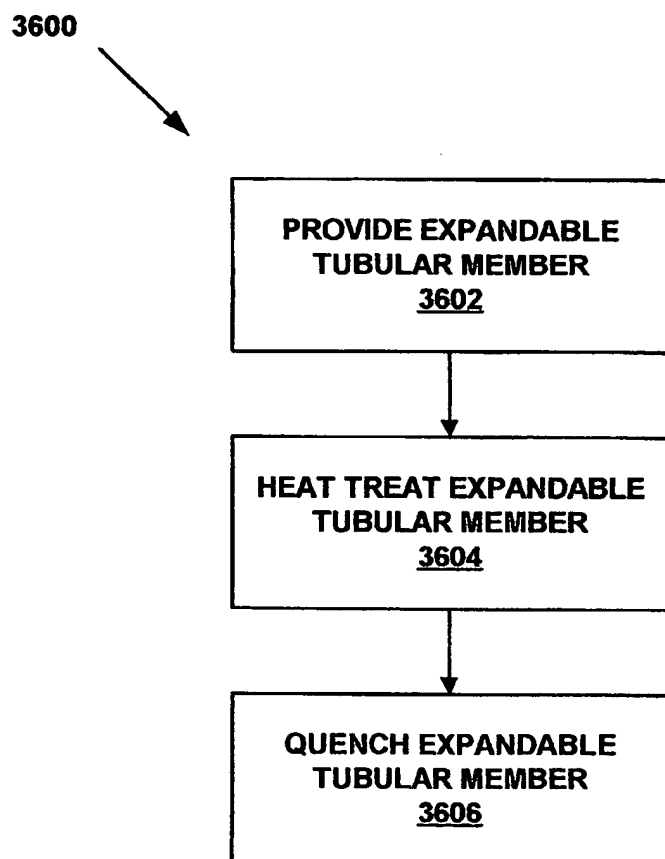 3600
PROVIDE EXPANDABLE
TUBULAR MEMBER
3602
HEAT TREAT EXPANDABLE
TUBULAR MEMBER
3604
QUENCH EXPANDABLE
TUBULAR MEMBER
3606